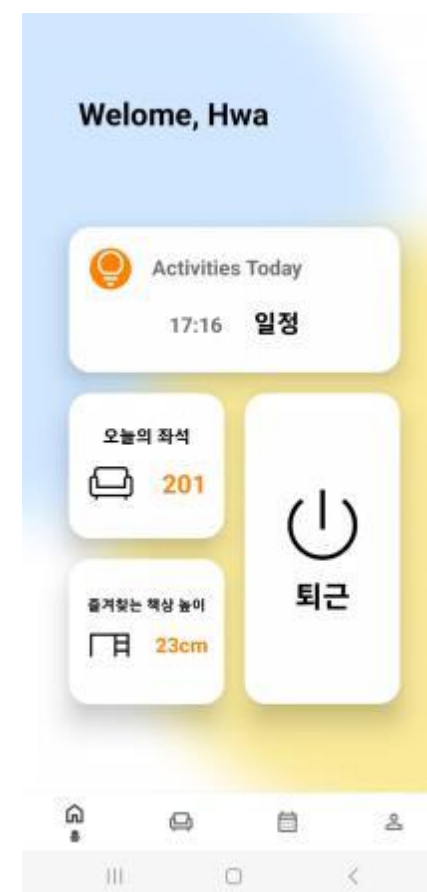 Welome, Hwa
Activities Today
17:16 일정
오늘의 좌석
201
즐겨찾는 책상 높이
23cm
퇴근
홈